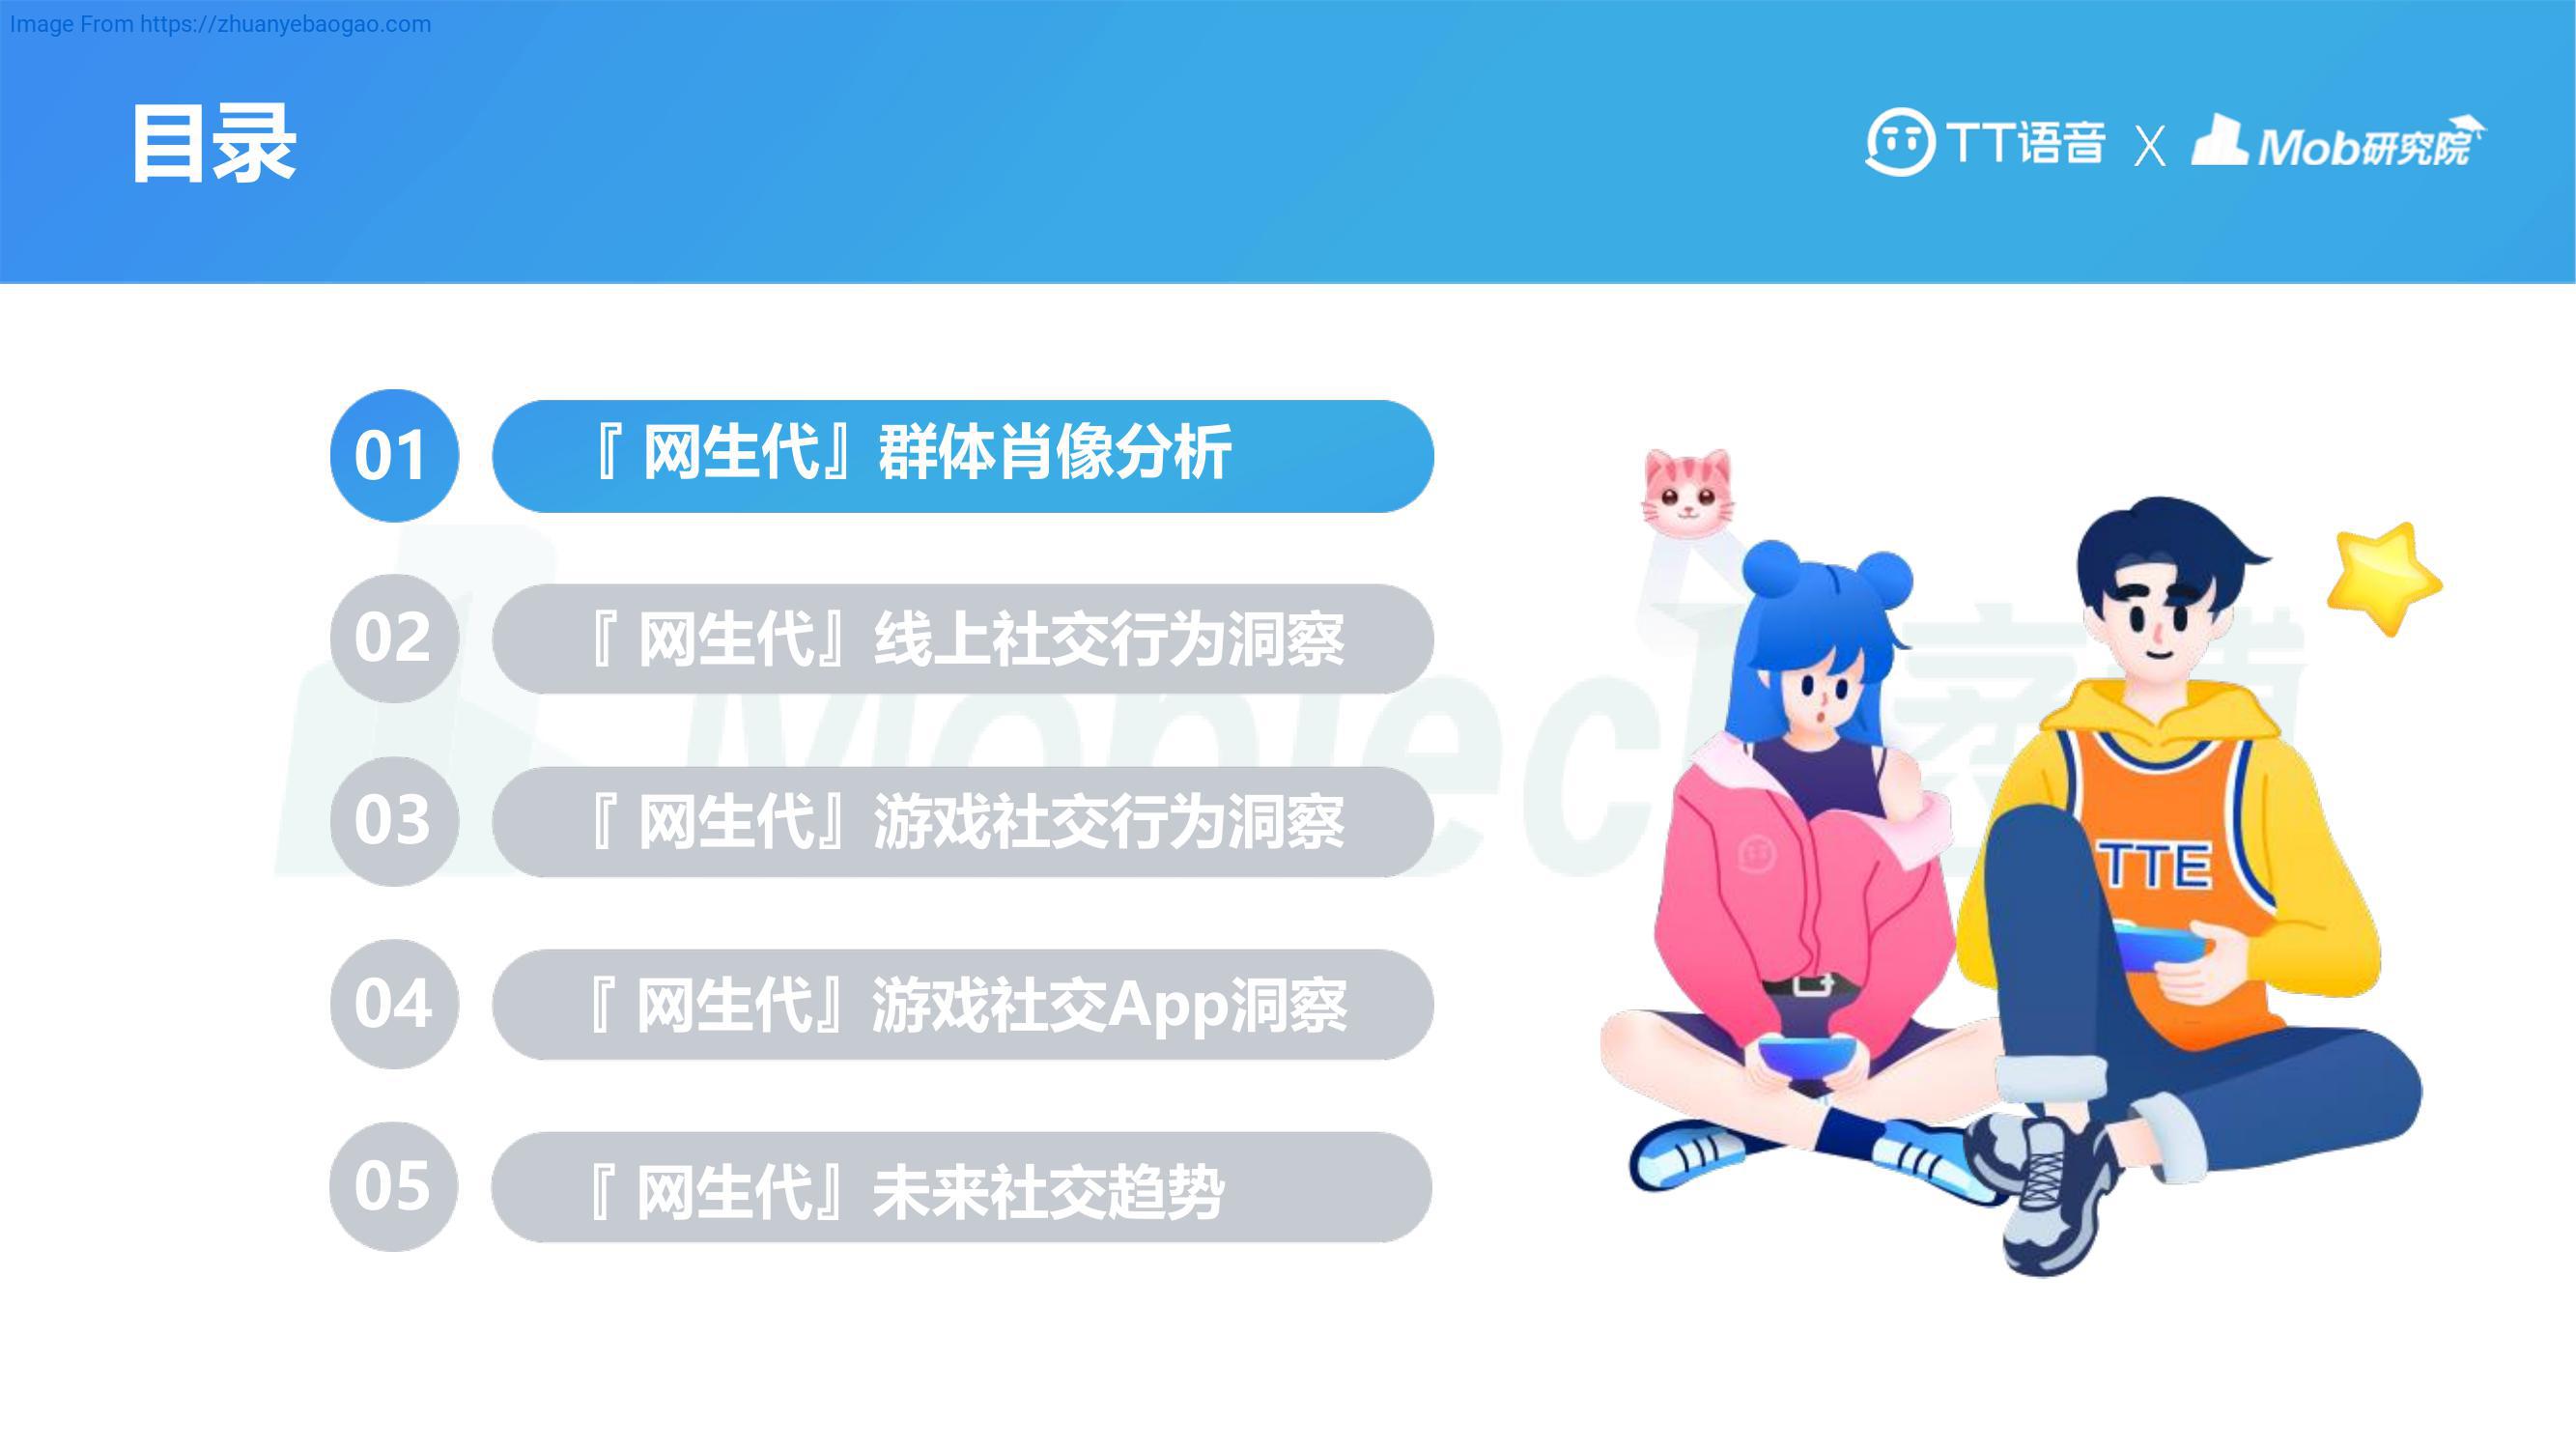 Image From https://zhuanyebaogao.com
目录
TT语音 X Mob研究院
01 『 网生代』群体肖像分析
02 『 网生代』线上社交行为洞察
03 『 网生代』游戏社交行为洞察
04 『 网生代』游戏社交App洞察
05 『 网生代』未来社交趋势
TTE